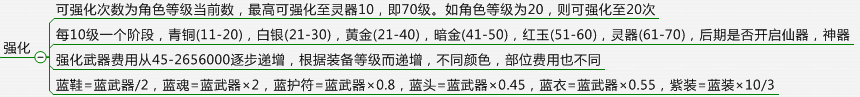 强化
可强化次数为角色等级当前数，最高可强化至灵器10，即70级。如角色等级为20，则可强化至20次
每10级一个阶段，青铜(11-20)，白银(21-30)，黄金(21-40)，暗金(41-50)，红玉(51-60)，灵器(61-70)，后期是否开启仙器，神器
强化武器费用从45-2656000逐步递增，根据装备等级而递增，不同颜色，部位费用也不同
蓝鞋=蓝武器/2，蓝魂=蓝武器×2，蓝护符=蓝武器×0.8，蓝头=蓝武器×0.45，蓝衣=蓝武器×0.55，紫装=蓝装×10/3